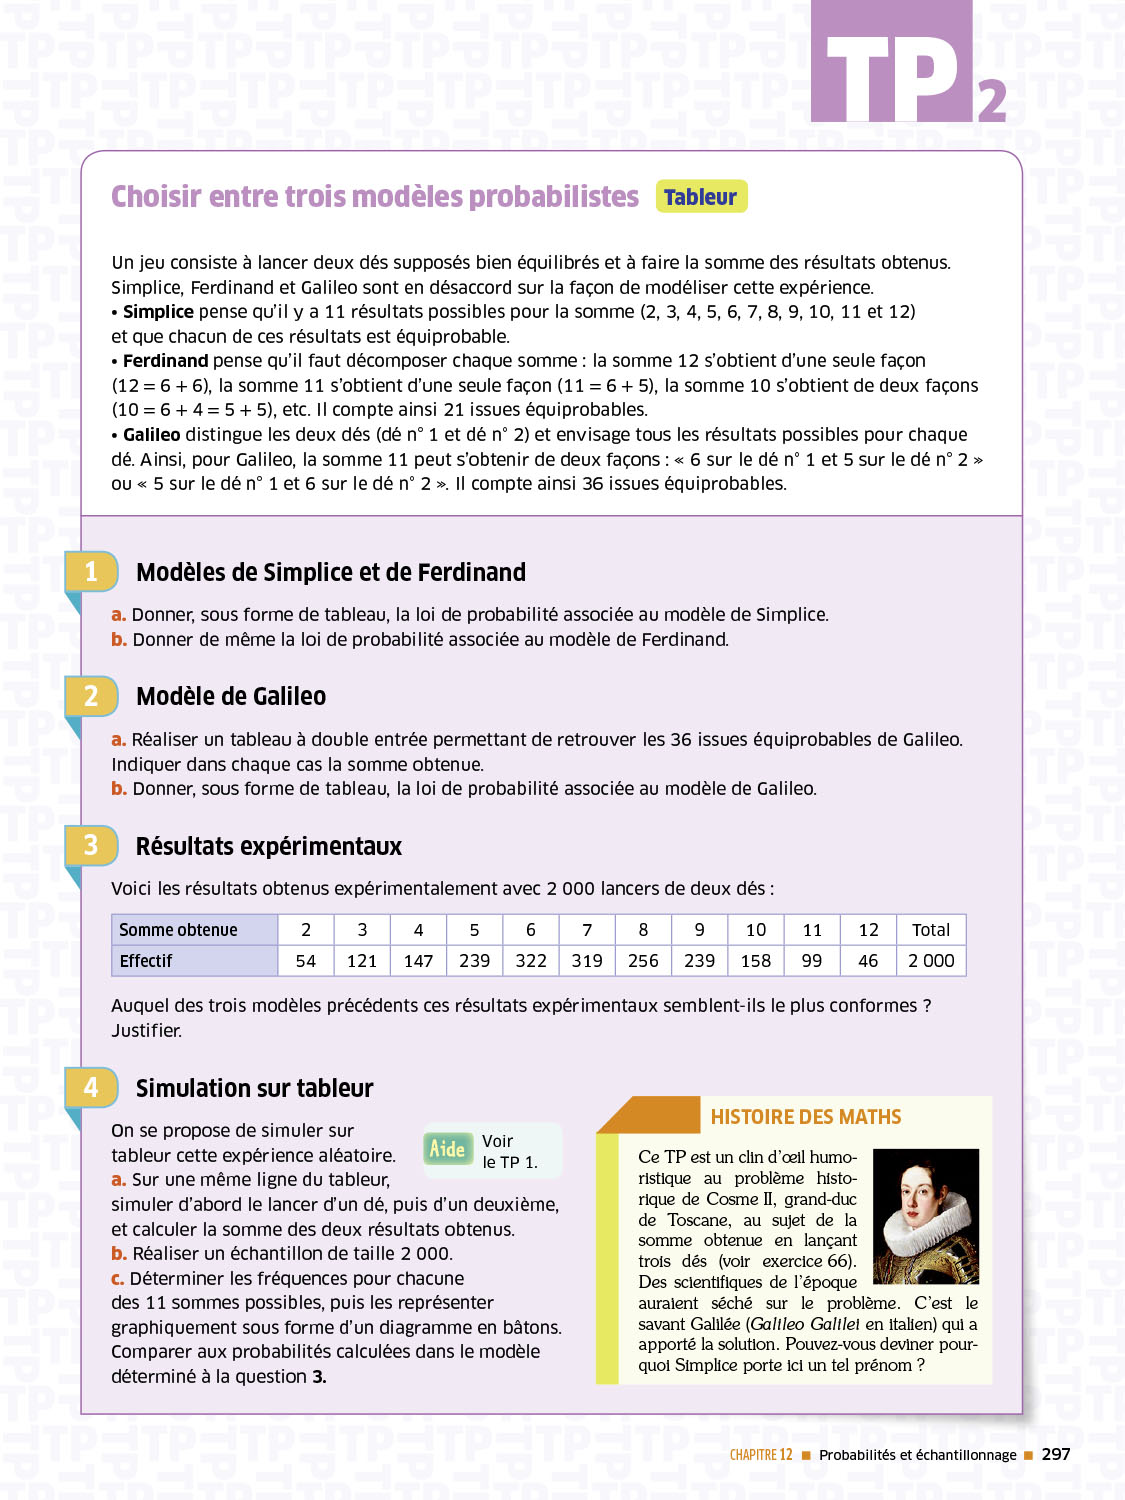 TP 2
Choisir entre trois modèles probabilistes Tableur
Un jeu consiste à lancer deux dés supposés bien équilibrés et à faire la somme des résultats obtenus.
Simplice, Ferdinand et Galileo sont en désaccord sur la façon de modéliser cette expérience.
• Simplice pense qu'il y a 11 résultats possibles pour la somme (2, 3, 4, 5, 6, 7, 8, 9, 10, 11 et 12)
et que chacun de ces résultats est équiprobable.
• Ferdinand pense qu'il faut décomposer chaque somme : la somme 12 s'obtient d'une seule façon
(12 = 6 + 6), la somme 11 s'obtient d'une seule façon (11 = 6 + 5), la somme 10 s'obtient de deux façons
(10 = 6 + 4 = 5 + 5), etc. Il compte ainsi 21 issues équiprobables.
• Galileo distingue les deux dés (dé n° 1 et dé n° 2) et envisage tous les résultats possibles pour chaque
dé. Ainsi, pour Galileo, la somme 11 peut s'obtenir de deux façons : « 6 sur le dé n° 1 et 5 sur le dé n° 2 »
ou « 5 sur le dé n° 1 et 6 sur le dé n° 2 ». Il compte ainsi 36 issues équiprobables.
1 Modèles de Simplice et de Ferdinand
a. Donner, sous forme de tableau, la loi de probabilité associée au modèle de Simplice.
b. Donner de même la loi de probabilité associée au modèle de Ferdinand.
2 Modèle de Galileo
a. Réaliser un tableau à double entrée permettant de retrouver les 36 issues équiprobables de Galileo.
Indiquer dans chaque cas la somme obtenue.
b. Donner, sous forme de tableau, la loi de probabilité associée au modèle de Galileo.
3 Résultats expérimentaux
Voici les résultats obtenus expérimentalement avec 2 000 lancers de deux dés :
Somme obtenue 2 3 4 5 6 7 8 9 10 11 12 Total
Effectif 54 121 147 239 322 319 256 239 158 99 46 2 000
Auquel des trois modèles précédents ces résultats expérimentaux semblent-ils le plus conformes ?
Justifier.
4 Simulation sur tableur
On se propose de simuler sur
tableur cette expérience aléatoire.
Aide Voir
le TP 1.
a. Sur une même ligne du tableur,
simuler d'abord le lancer d'un dé, puis d'un deuxième,
et calculer la somme des deux résultats obtenus.
b. Réaliser un échantillon de taille 2 000.
c. Déterminer les fréquences pour chacune
des 11 sommes possibles, puis les représenter
graphiquement sous forme d'un diagramme en bâtons.
Comparer aux probabilités calculées dans le modèle
déterminé à la question 3.
HISTOIRE DES MATHS
Ce TP est un clin d'œil humo-
ristique au problème histo-
rique de Cosme II, grand-duc
de Toscane, au sujet de la
somme obtenue en lançant
trois dés (voir exercice 66).
Des scientifiques de l'époque
auraient séché sur le problème. C'est le
savant Galilée (Galileo Galilei en italien) qui a
apporté la solution. Pouvez-vous deviner pour-
quoi Simplice porte ici un tel prénom ?
CHAPITRE 12 ■ Probabilités et échantillonnage ■ 297